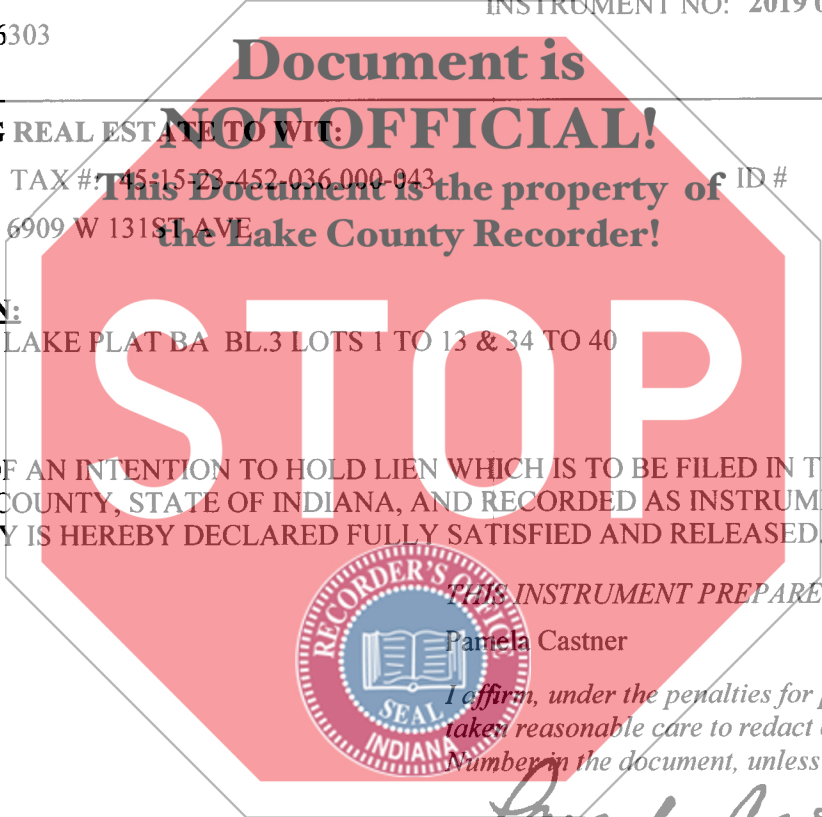 INSTRUMENT NO: 2019
6303
Document is
NOT OFFICIAL!
REAL ESTATE TO WIT:
TAX #: 45-15-23-452-036.000-043 ID #
This Document is the property of
6909 W 131ST AVE
the Lake County Recorder!
N:
LAKE PLAT BA BL.3 LOTS 1 TO 13 & 34 TO 40
STOP
F AN INTENTION TO HOLD LIEN WHICH IS TO BE FILED IN T
COUNTY, STATE OF INDIANA, AND RECORDED AS INSTRUM
Y IS HEREBY DECLARED FULLY SATISFIED AND RELEASED.
RECORDER'S OFFICE
SEAL
INDIANA
THIS INSTRUMENT PREPARE
Pamela Castner
I affirm, under the penalties for p
taken reasonable care to redact
Number in the document, unless